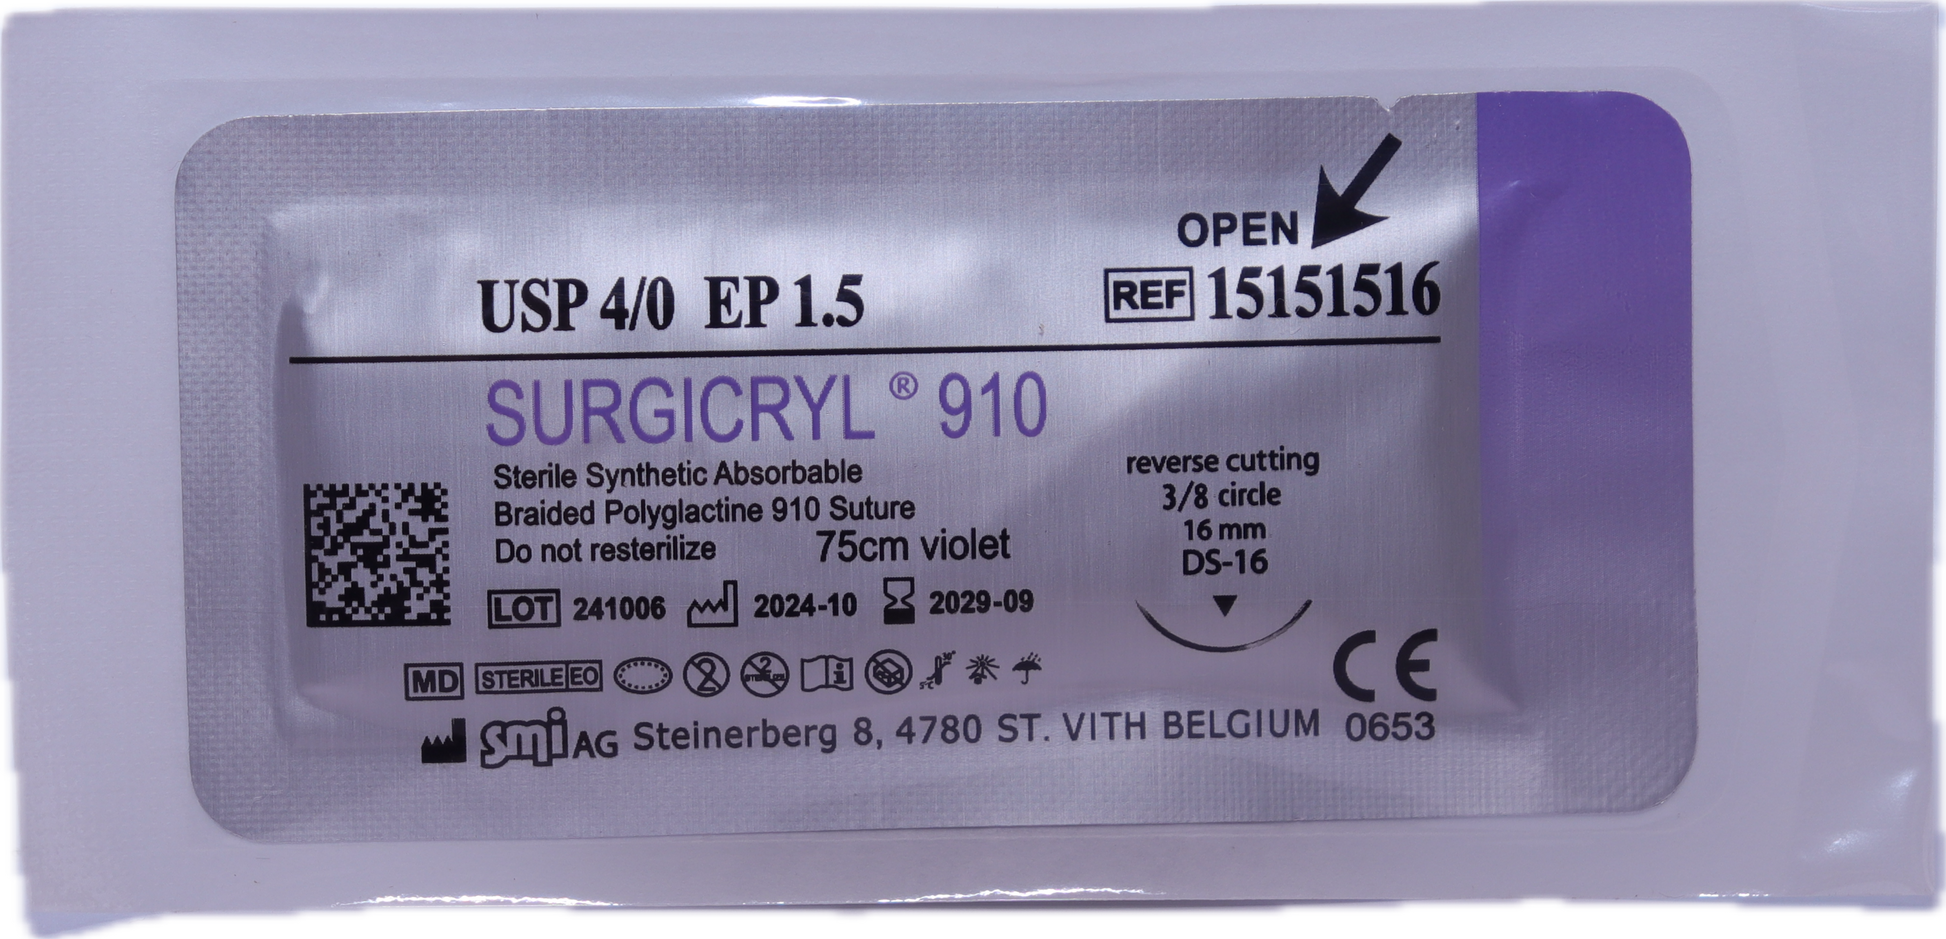 OPEN
USP 4/0 EP 1.5
REF 15151516
SURGICRYL® 910
Sterile Synthetic Absorbable
Braided Polyglactine 910 Suture
Do not resterilize 75cm violet
reverse cutting
3/8 circle
16 mm
DS-16
LOT 241006 2024-10 2029-09
MD STERILE EO
smi AG Steinerberg 8, 4780 ST. VITH BELGIUM
CE
0653